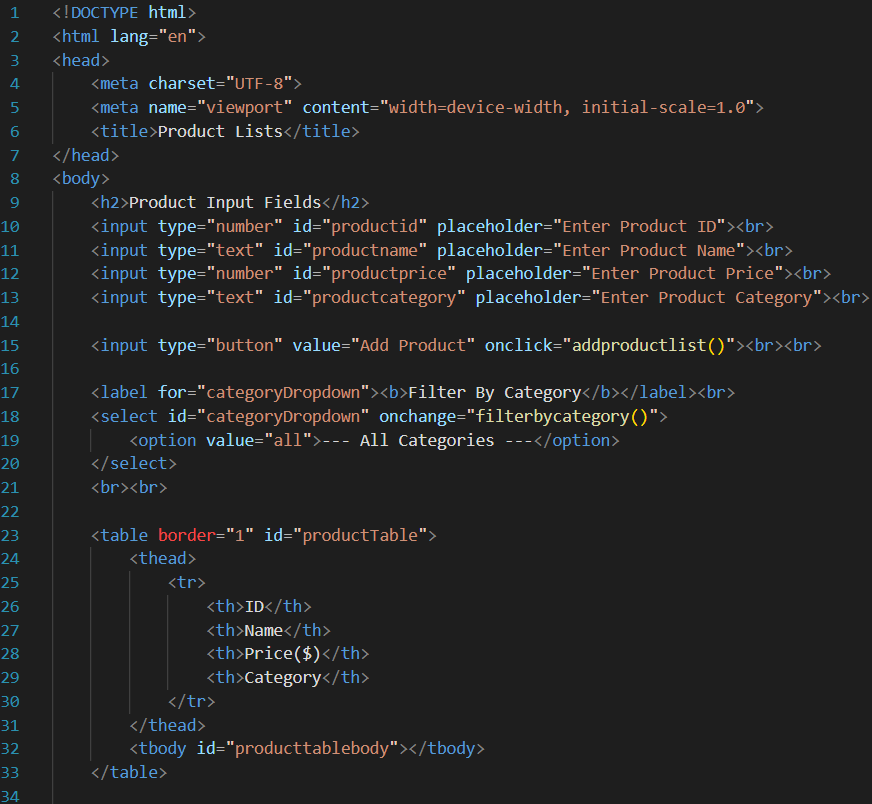 1 <!DOCTYPE html>
2 <html lang="en">
3 <head>
4     <meta charset="UTF-8">
5     <meta name="viewport" content="width=device-width, initial-scale=1.0">
6     <title>Product Lists</title>
7 </head>
8 <body>
9     <h2>Product Input Fields</h2>
10     <input type="number" id="productid" placeholder="Enter Product ID"><br>
11     <input type="text" id="productname" placeholder="Enter Product Name"><br>
12     <input type="number" id="productprice" placeholder="Enter Product Price"><br>
13     <input type="text" id="productcategory" placeholder="Enter Product Category"><br>
14
15     <input type="button" value="Add Product" onclick="addproductlist()"><br><br>
16
17     <label for="categoryDropdown"><b>Filter By Category</b></label><br>
18     <select id="categoryDropdown" onchange="filterbycategory()">
19         <option value="all">--- All Categories ---</option>
20     </select>
21     <br><br>
22
23     <table border="1" id="productTable">
24         <thead>
25             <tr>
26                 <th>ID</th>
27                 <th>Name</th>
28                 <th>Price($)</th>
29                 <th>Category</th>
30             </tr>
31         </thead>
32         <tbody id="producttablebody"></tbody>
33     </table>
34